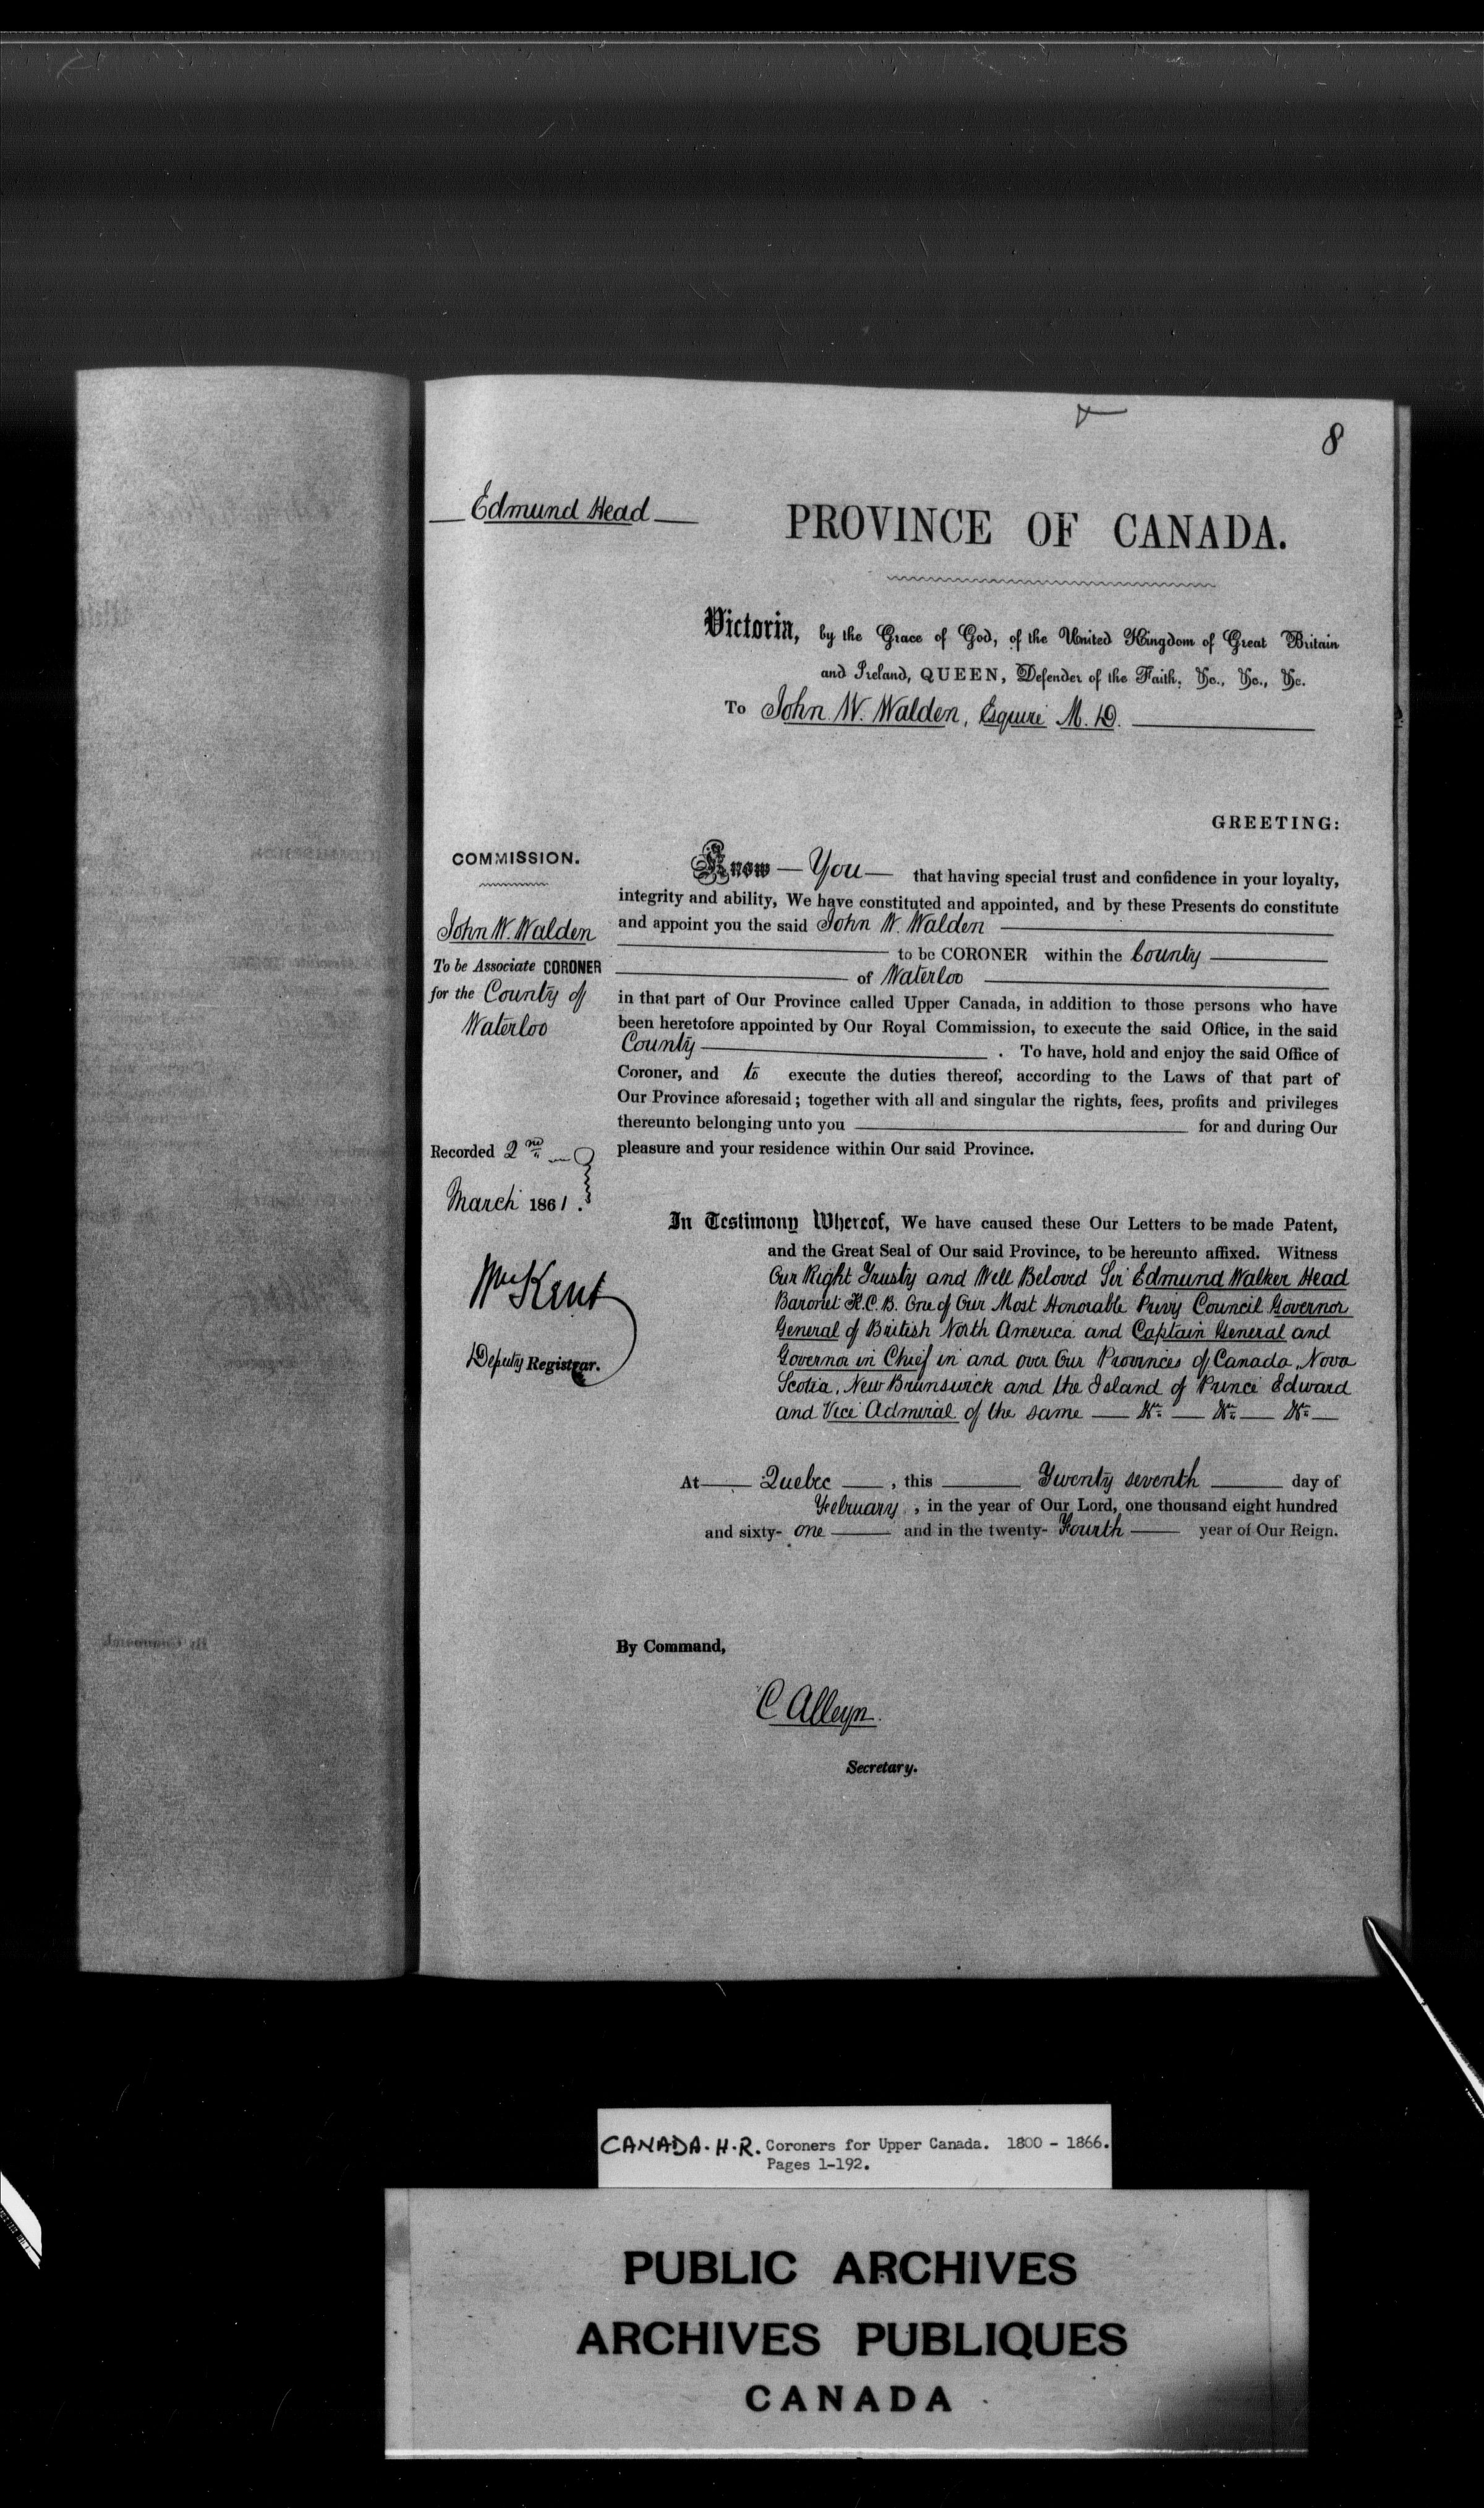 8
Edmund Head
PROVINCE OF CANADA.
Victoria, by the Grace of God, of the United Kingdom of Great Britain
and Ireland, QUEEN, Defender of the Faith, &c., &c., &c.
To John W. Walden, Esquire M.D.
GREETING:
COMMISSION.
John W. Walden
To be Associate CORONER
for the County of
Waterloo
Recorded 2nd
March 1861.
Wm Kent
Deputy Registrar.
Know You that having special trust and confidence in your loyalty,
integrity and ability, We have constituted and appointed, and by these Presents do constitute
and appoint you the said John W. Walden
to be CORONER within the County
of Waterloo
in that part of Our Province called Upper Canada, in addition to those persons who have
been heretofore appointed by Our Royal Commission, to execute the said Office, in the said
County . To have, hold and enjoy the said Office of
Coroner, and to execute the duties thereof, according to the Laws of that part of
Our Province aforesaid; together with all and singular the rights, fees, profits and privileges
thereunto belonging unto you for and during Our
pleasure and your residence within Our said Province.
In Testimony Whereof, We have caused these Our Letters to be made Patent,
and the Great Seal of Our said Province, to be hereunto affixed. Witness
Our Right Trusty and Well Beloved Sir Edmund Walker Head
Baronet K.C.B. One of Our Most Honorable Privy Council Governor
General of British North America and Captain General and
Governor in Chief in and over Our Provinces of Canada, Nova
Scotia, New Brunswick and the Island of Prince Edward
and Vice Admiral of the same — &c — &c — &c —
At Quebec, this Twenty seventh day of
February, in the year of Our Lord, one thousand eight hundred
and sixty-one and in the twenty-Fourth year of Our Reign.
By Command,
C Alleyn.
Secretary.
CANADA. H.R. Coroners for Upper Canada. 1800 - 1866.
Pages 1-192.
PUBLIC ARCHIVES
ARCHIVES PUBLIQUES
CANADA